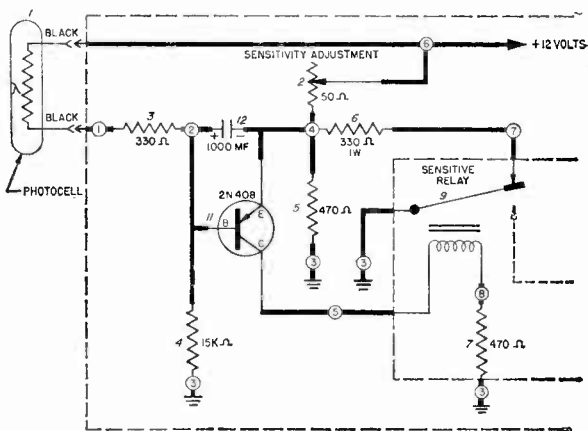 1
BLACK
6
+12 VOLTS
SENSITIVITY ADJUSTMENT
2
50 Ω
BLACK
1
3
330 Ω
2
+
12
1000 MF
4
6
330 Ω
1W
7
PHOTOCELL
2N 408
E
B
C
11
5
470 Ω
SENSITIVE
RELAY
9
3
3
5
8
4
15K Ω
3
7
470 Ω
3